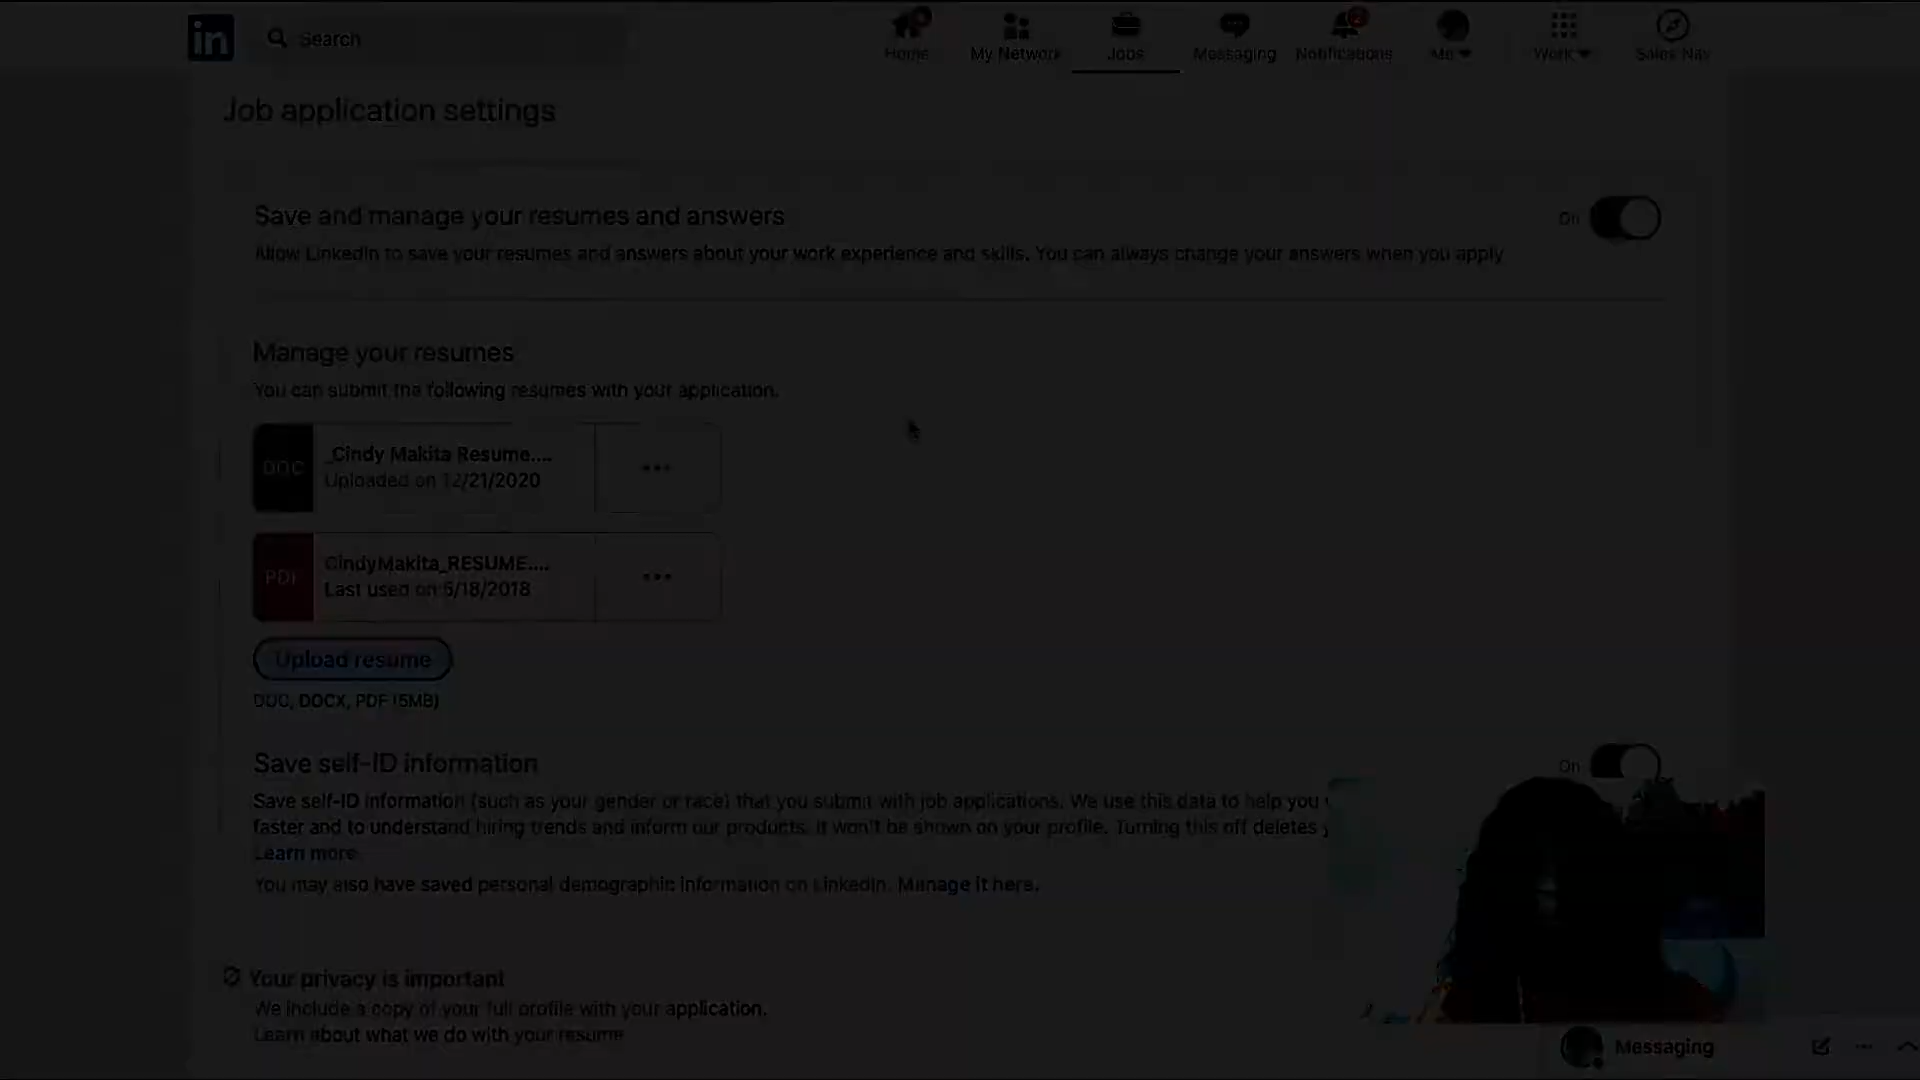 in
Search
Home
My Network
Jobs
Messaging
Notifications
Me
Work
Sales Nav
Job application settings
Save and manage your resumes and answers
On
Allow LinkedIn to save your resumes and answers about your work experience and skills. You can always change your answers when you apply
Manage your resumes
You can submit the following resumes with your application.
DOC
_Cindy Makita Resume....
Uploaded on 12/21/2020
PDF
CindyMakita_RESUME....
Last used on 5/18/2018
Upload resume
DOC, DOCX, PDF (5MB)
Save self-ID information
On
Save self-ID information (such as your gender or race) that you submit with job applications. We use this data to help you
faster and to understand hiring trends and inform our products. It won't be shown on your profile. Turning this off deletes
Learn more
You may also have saved personal demographic information on LinkedIn. Manage it here.
Your privacy is important
We include a copy of your full profile with your application.
Learn about what we do with your resume
Messaging